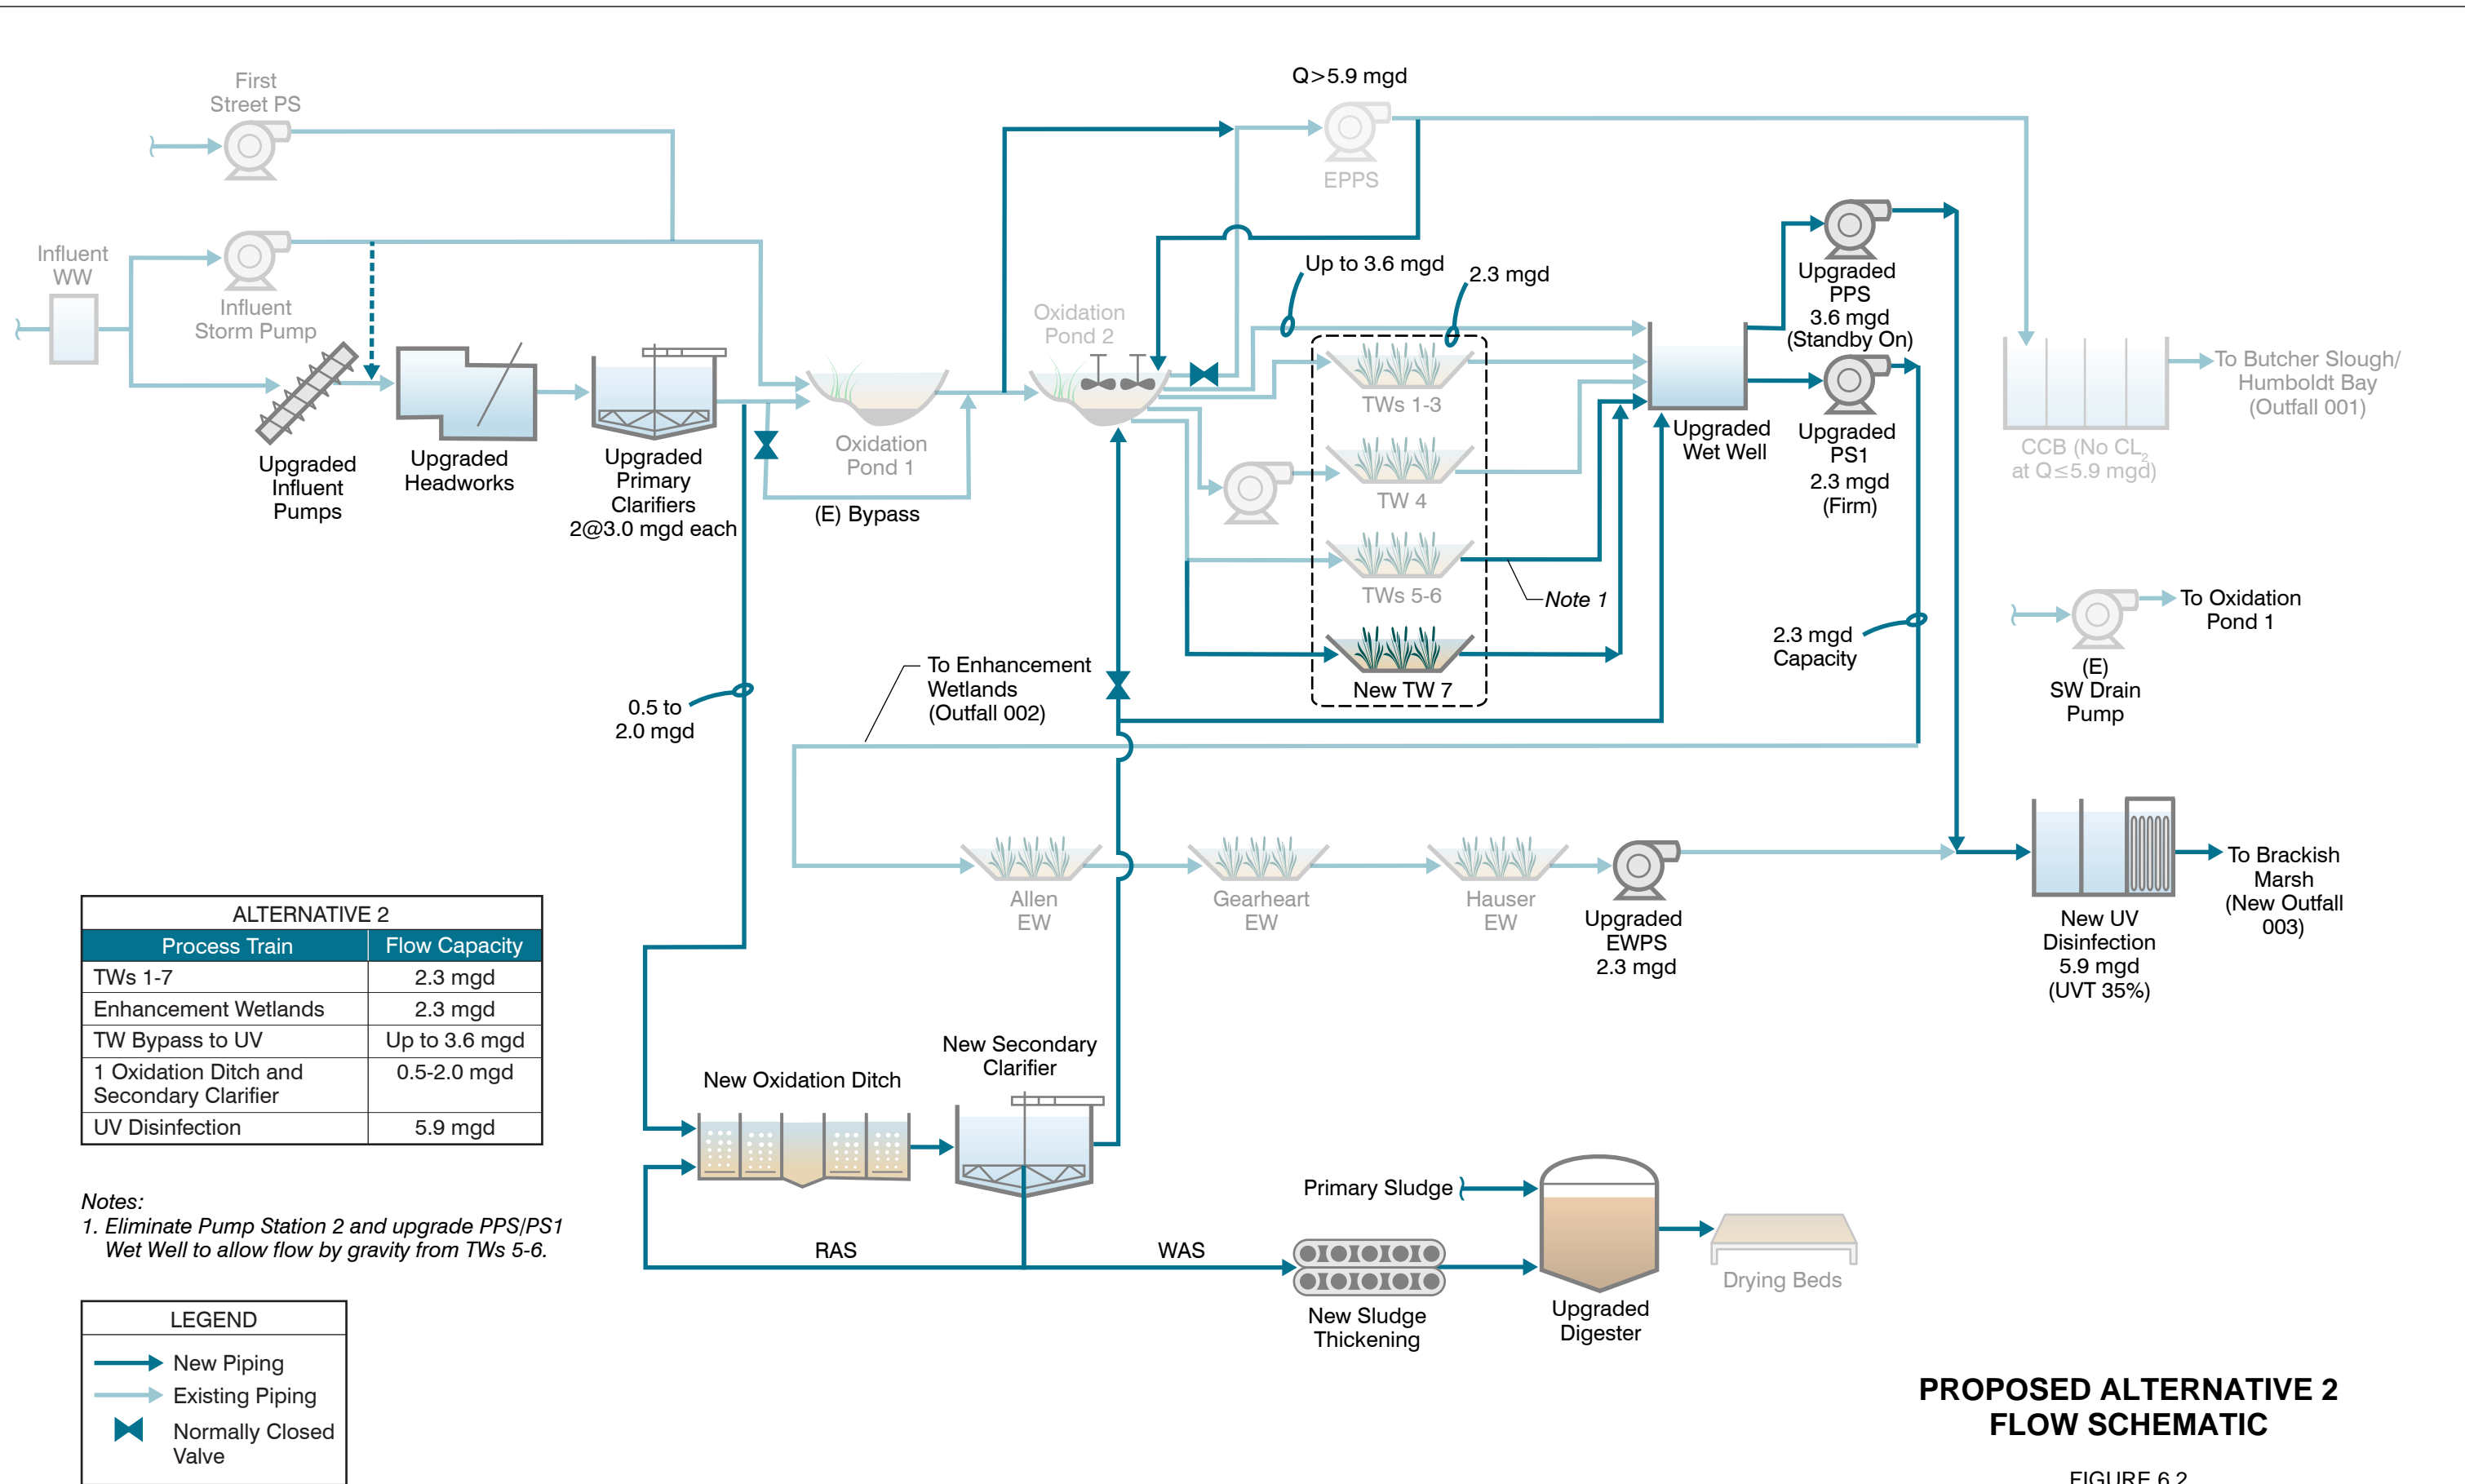 First
Street PS
Q>5.9 mgd
EPPS
Influent
WW
Influent
Storm Pump
Upgraded
Influent
Pumps
Upgraded
Headworks
Upgraded
Primary
Clarifiers
2@3.0 mgd each
Oxidation
Pond 1
(E) Bypass
Oxidation
Pond 2
Up to 3.6 mgd
2.3 mgd
TWs 1-3
TW 4
TWs 5-6
Note 1
New TW 7
Upgraded
Wet Well
Upgraded
PPS
3.6 mgd
(Standby On)
Upgraded
PS1
2.3 mgd
(Firm)
CCB (No CL2
at Q≤5.9 mgd)
To Butcher Slough/
Humboldt Bay
(Outfall 001)
To Oxidation
Pond 1
(E)
SW Drain
Pump
2.3 mgd
Capacity
0.5 to
2.0 mgd
To Enhancement
Wetlands
(Outfall 002)
Allen
EW
Gearheart
EW
Hauser
EW
Upgraded
EWPS
2.3 mgd
New UV
Disinfection
5.9 mgd
(UVT 35%)
To Brackish
Marsh
(New Outfall
003)
ALTERNATIVE 2
Process Train Flow Capacity
TWs 1-7 2.3 mgd
Enhancement Wetlands 2.3 mgd
TW Bypass to UV Up to 3.6 mgd
1 Oxidation Ditch and 0.5-2.0 mgd
Secondary Clarifier
UV Disinfection 5.9 mgd
New Oxidation Ditch
New Secondary
Clarifier
RAS
WAS
Primary Sludge
New Sludge
Thickening
Upgraded
Digester
Drying Beds
Notes:
1. Eliminate Pump Station 2 and upgrade PPS/PS1
Wet Well to allow flow by gravity from TWs 5-6.
LEGEND
New Piping
Existing Piping
Normally Closed
Valve
PROPOSED ALTERNATIVE 2
FLOW SCHEMATIC
FIGURE 6.2